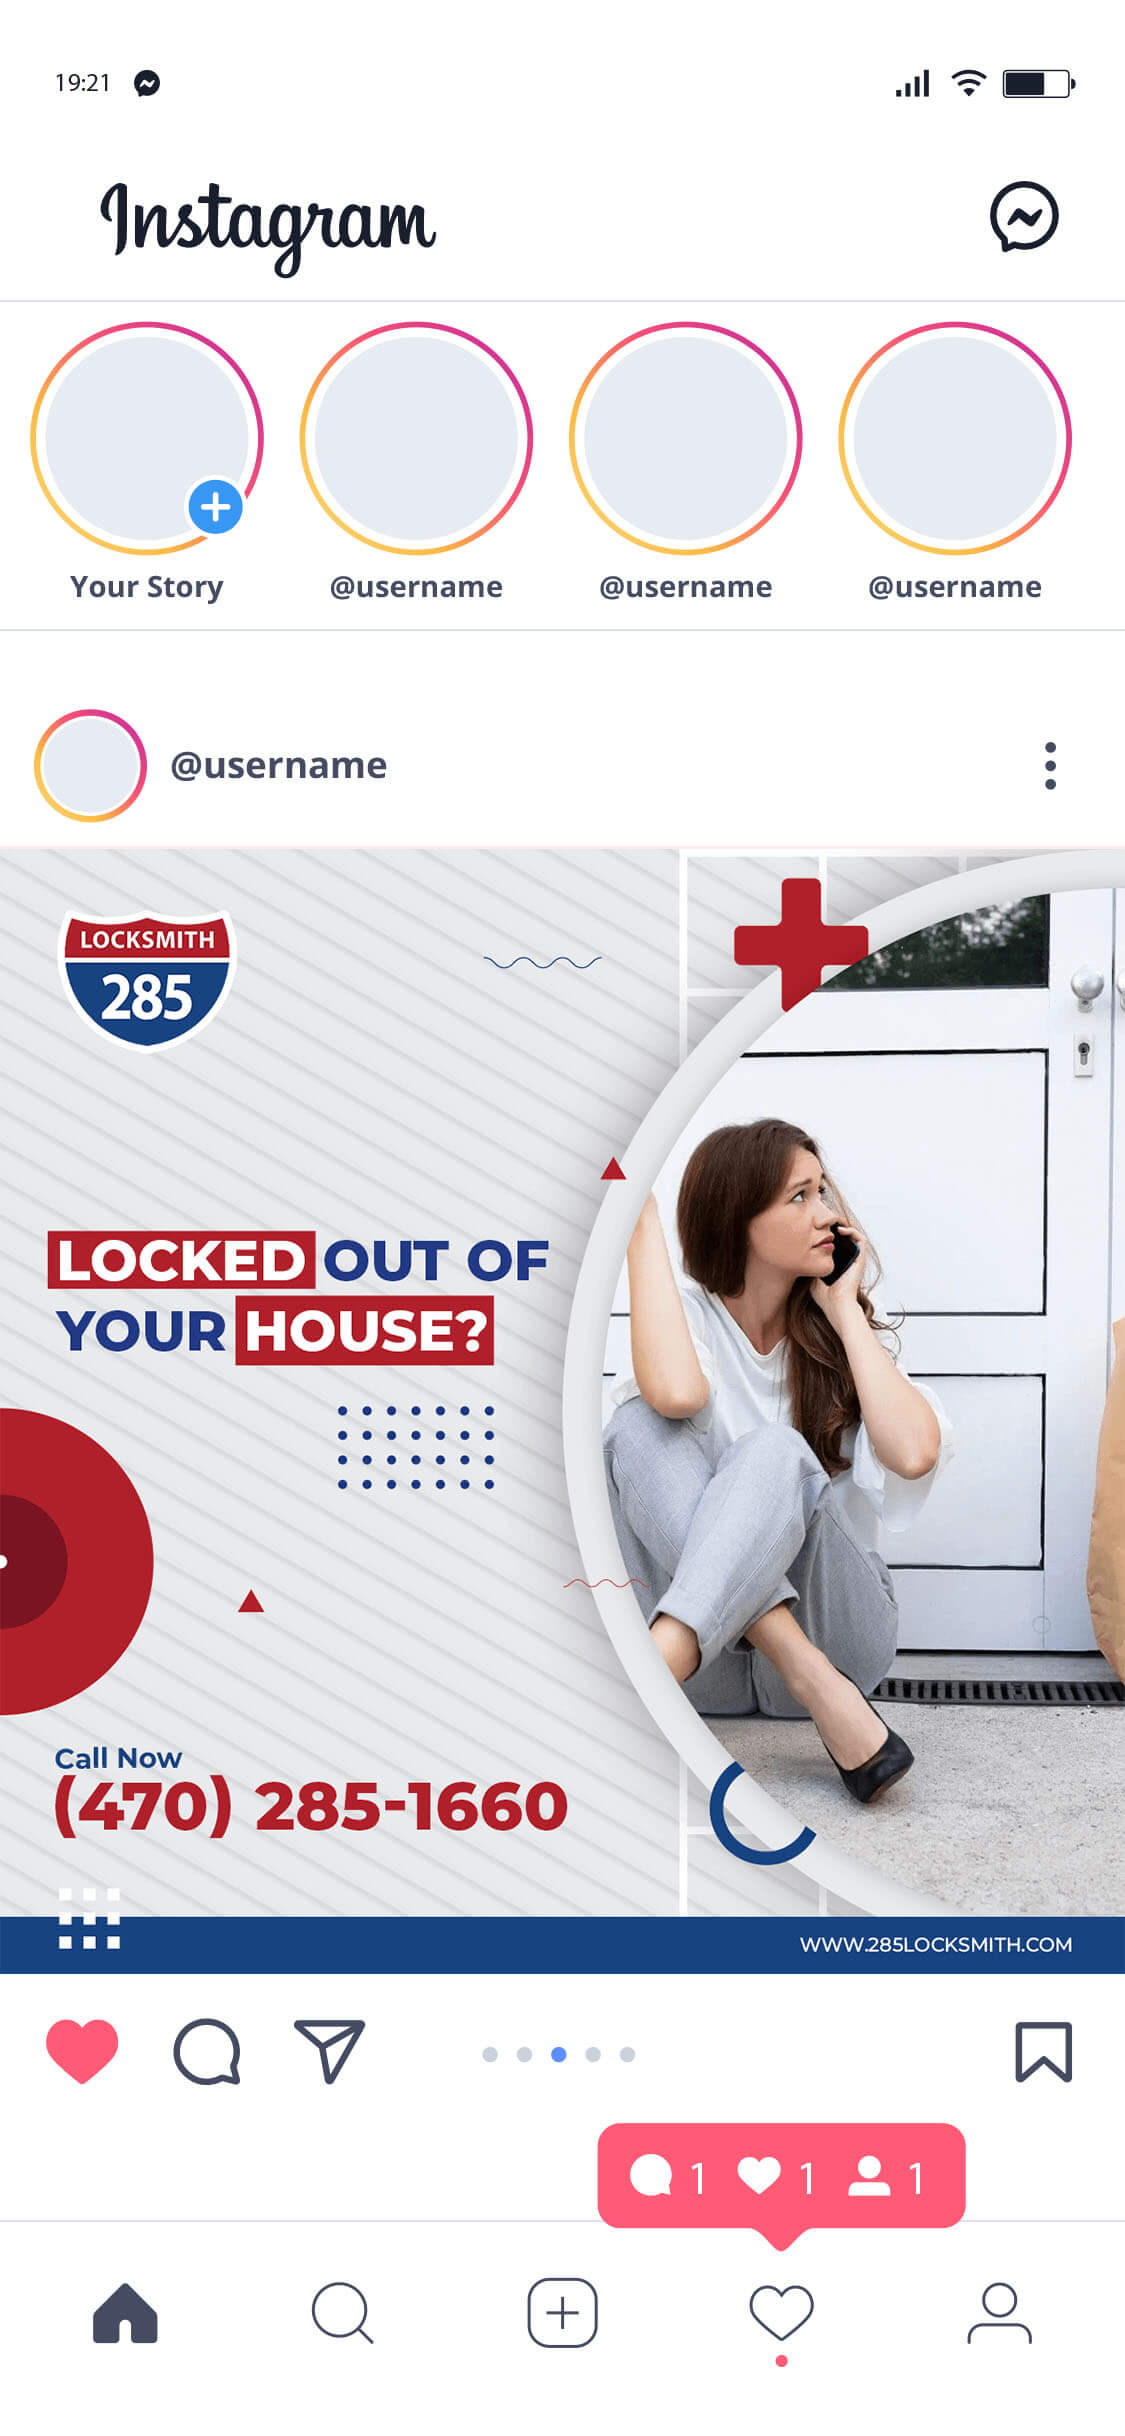 19:21
Instagram
Your Story
@username
@username
@username
@username
LOCKSMITH
285
LOCKED OUT OF
YOUR HOUSE?
Call Now
(470) 285-1660
WWW.285LOCKSMITH.COM
1 1 1